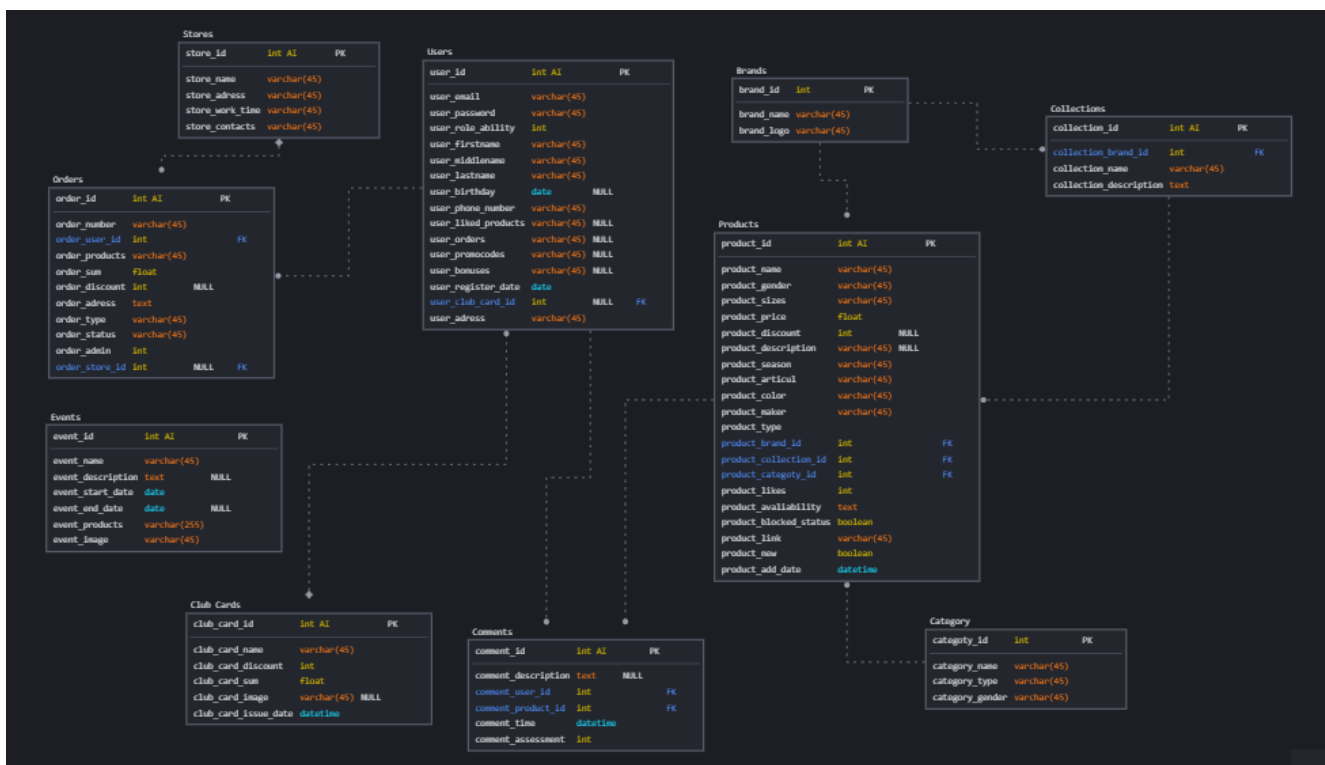 Stores
store_id int AI PK
store_name varchar(45)
store_adress varchar(45)
store_work_time varchar(45)
store_contacts varchar(45)
Users
user_id int AI PK
user_email varchar(45)
user_password varchar(45)
user_role_ability int
user_firstname varchar(45)
user_middlename varchar(45)
user_lastname varchar(45)
user_birthday date NULL
user_phone_number varchar(45)
user_liked_products varchar(45) NULL
user_orders varchar(45) NULL
user_promocodes varchar(45) NULL
user_bonuses varchar(45) NULL
user_register_date date
user_club_card_id int NULL FK
user_adress varchar(45)
Brands
brand_id int PK
brand_name varchar(45)
brand_logo varchar(45)
Collections
collection_id int AI PK
collection_brand_id int FK
collection_name varchar(45)
collection_description text
Orders
order_id int AI PK
order_number varchar(45)
order_user_id int FK
order_products varchar(45)
order_sum float
order_discount int NULL
order_adress text
order_type varchar(45)
order_status varchar(45)
order_admin int
order_store_id int NULL FK
Products
product_id int AI PK
product_name varchar(45)
product_gender varchar(45)
product_sizes varchar(45)
product_price float
product_discount int NULL
product_description varchar(45) NULL
product_season varchar(45)
product_articul varchar(45)
product_color varchar(45)
product_maker varchar(45)
product_type
product_brand_id int FK
product_collection_id int FK
product_categoty_id int FK
product_likes int
product_avaliability text
product_blocked_status boolean
product_link varchar(45)
product_new boolean
product_add_date datetime
Events
event_id int AI PK
event_name varchar(45)
event_description text NULL
event_start_date date
event_end_date date NULL
event_products varchar(255)
event_image varchar(45)
Club Cards
club_card_id int AI PK
club_card_name varchar(45)
club_card_discount int
club_card_sum float
club_card_image varchar(45) NULL
club_card_issue_date datetime
Comments
comment_id int AI PK
comment_description text NULL
comment_user_id int FK
comment_product_id int FK
comment_time datetime
comment_assessment int
Category
categoty_id int PK
category_name varchar(45)
category_type varchar(45)
category_gender varchar(45)